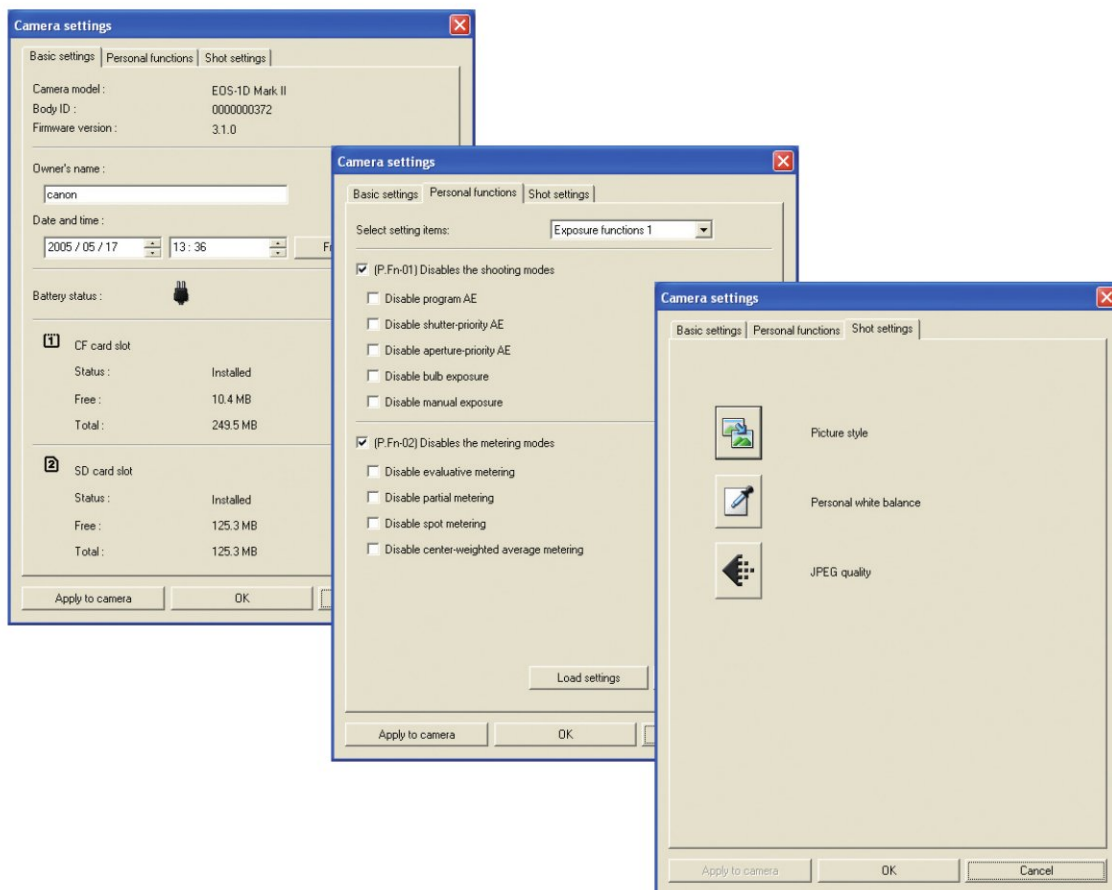 Camera settings
Basic settings Personal functions Shot settings
Camera model : EOS-1D Mark II
Body ID : 0000000372
Firmware version : 3.1.0
Owner's name :
canon
Date and time :
2005 / 05 / 17 13 : 36
Battery status :
1 CF card slot
Status : Installed
Free : 10.4 MB
Total : 249.5 MB
2 SD card slot
Status : Installed
Free : 125.3 MB
Total : 125.3 MB
Apply to camera OK
Camera settings
Basic settings Personal functions Shot settings
Select setting items: Exposure functions 1
(P.Fn-01) Disables the shooting modes
Disable program AE
Disable shutter-priority AE
Disable aperture-priority AE
Disable bulb exposure
Disable manual exposure
(P.Fn-02) Disables the metering modes
Disable evaluative metering
Disable partial metering
Disable spot metering
Disable center-weighted average metering
Load settings
Apply to camera OK
Camera settings
Basic settings Personal functions Shot settings
Picture style
Personal white balance
JPEG quality
Apply to camera OK Cancel